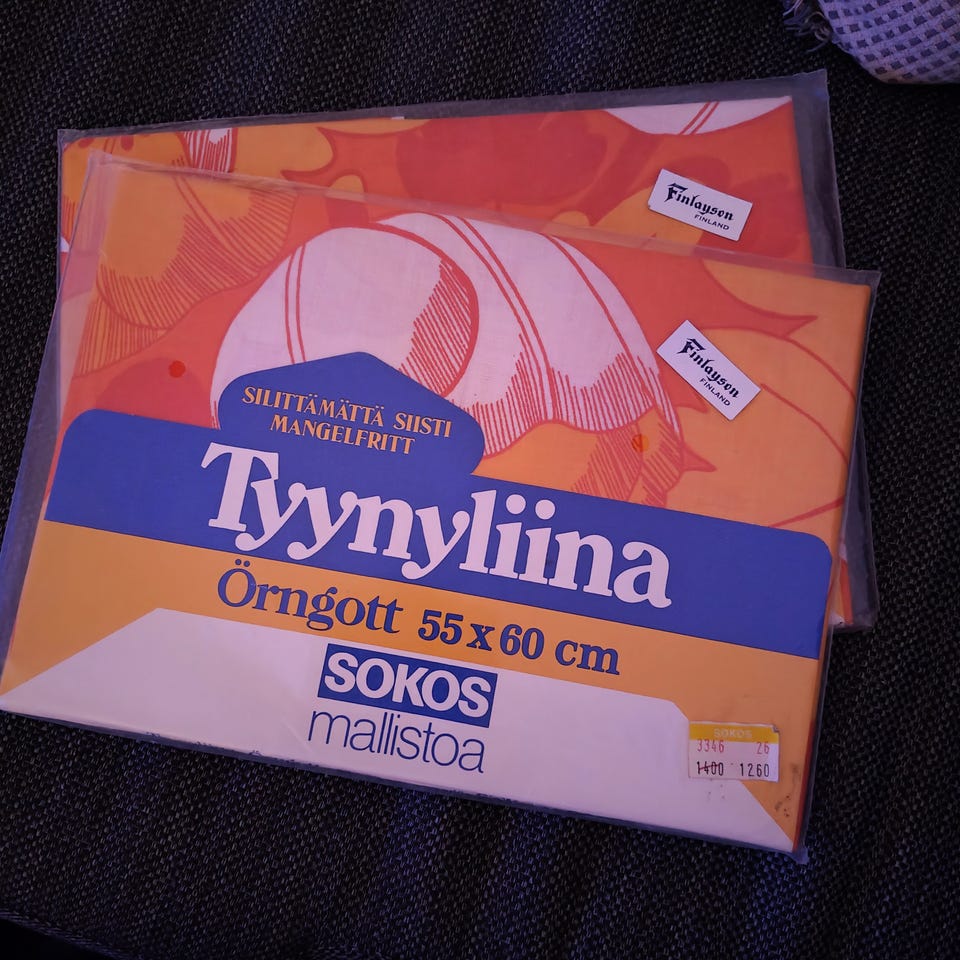 Finlayson
FINLAND
Finlayson
FINLAND
SILITTÄMÄTTÄ SIISTI
MANGELFRITT
Tyynyliina
Örngott 55 x 60 cm
SOKOS
mallistoa
SOKOS
3346 26
1400 1260